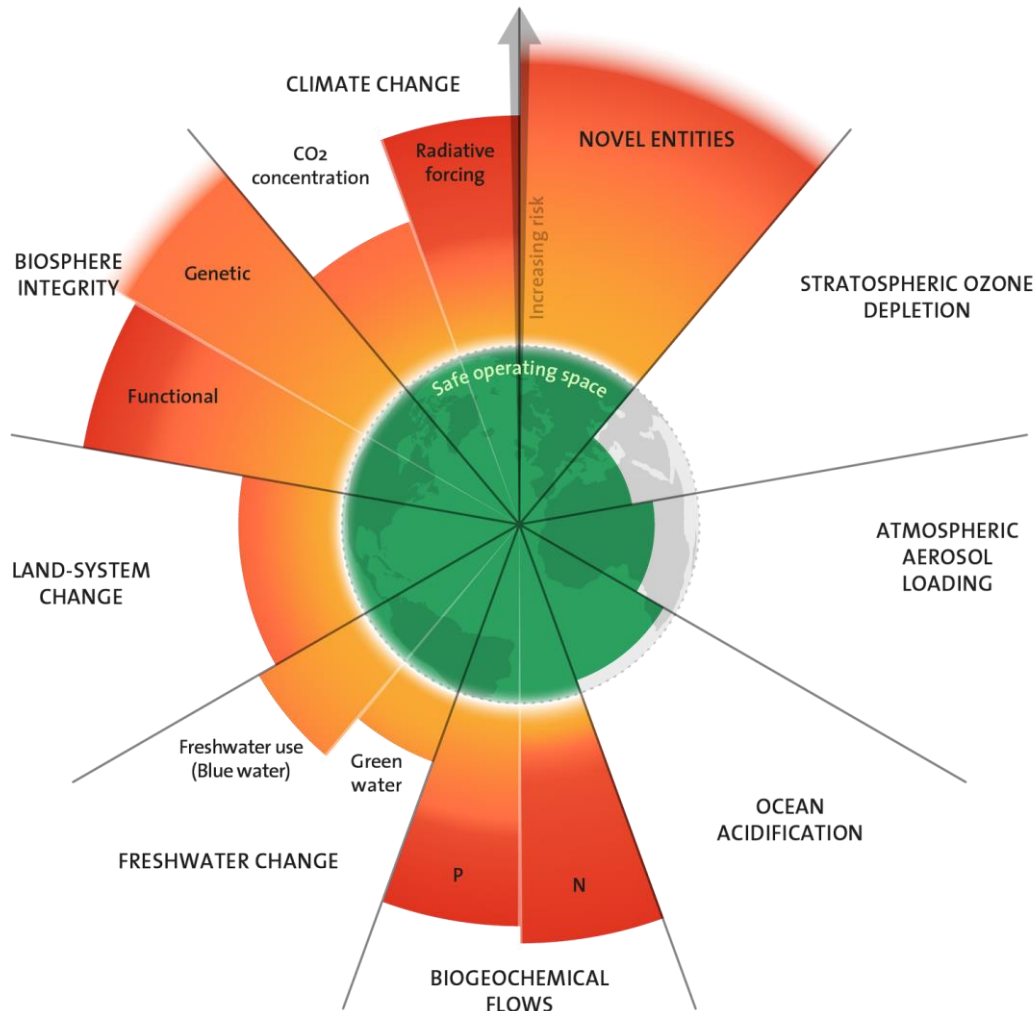 CLIMATE CHANGE
CO2
concentration
Radiative
forcing
NOVEL ENTITIES
Increasing risk
STRATOSPHERIC OZONE
DEPLETION
BIOSPHERE
INTEGRITY
Genetic
Functional
Safe operating space
ATMOSPHERIC
AEROSOL
LOADING
LAND-SYSTEM
CHANGE
Freshwater use
(Blue water)
Green
water
OCEAN
ACIDIFICATION
FRESHWATER CHANGE
P
N
BIOGEOCHEMICAL
FLOWS